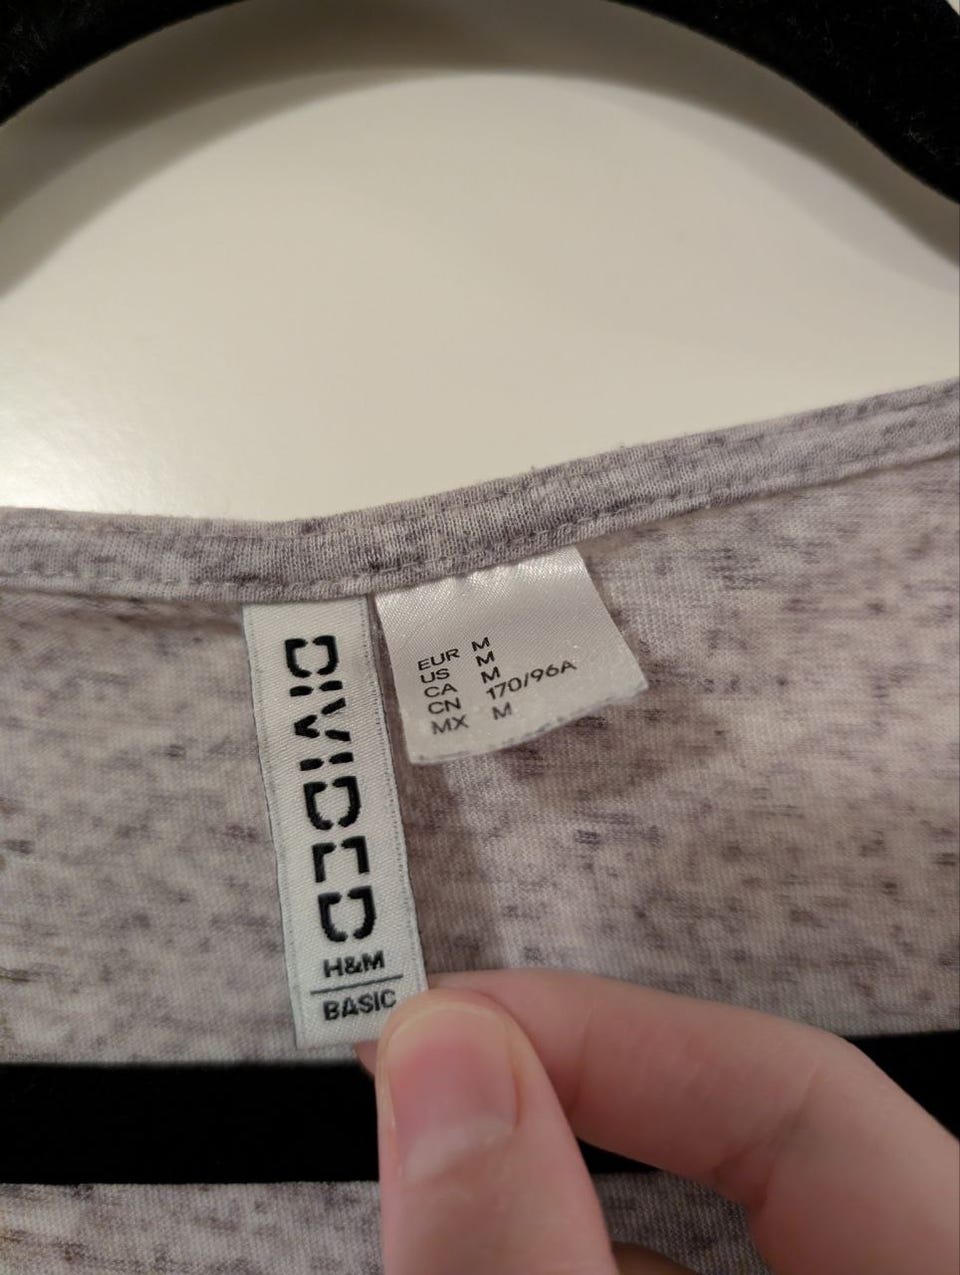 DIVIDED
H&M
BASIC
EUR M
US M
CA M
CN 170/96A
MX M